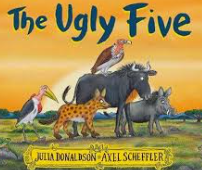 The Ugly Five
JULIA DONALDSON • AXEL SCHEFFLER